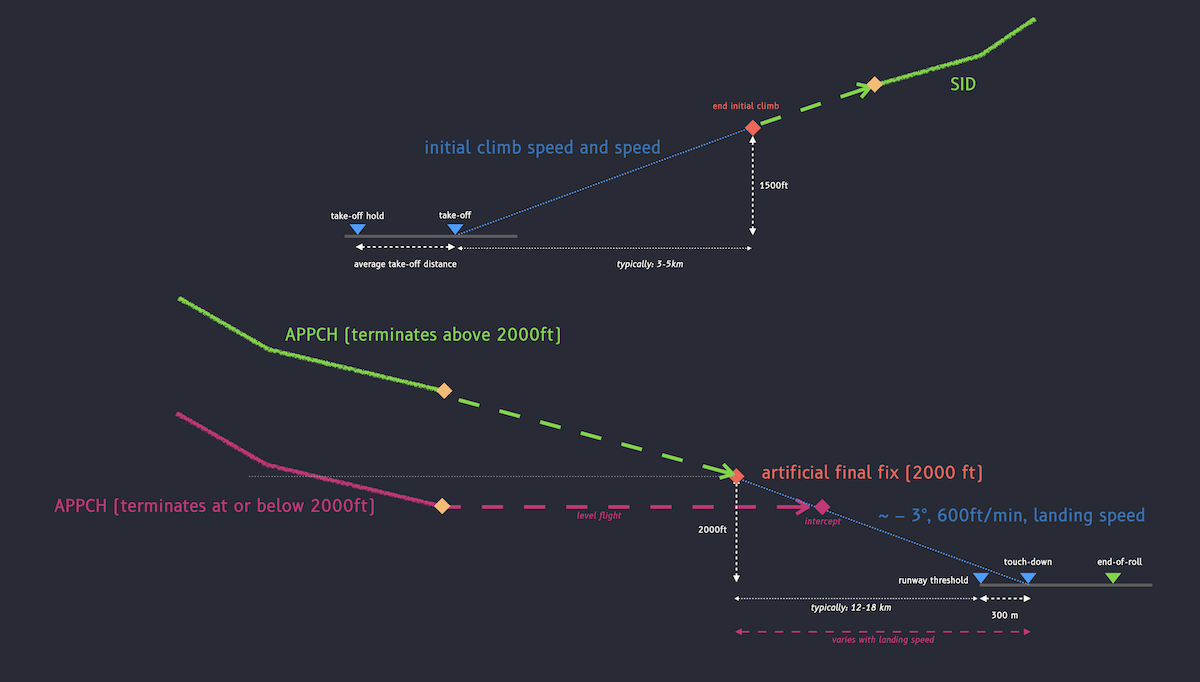 SID
end initial climb
initial climb speed and speed
1500ft
take-off hold
take-off
average take-off distance
typically: 3-5km
APPCH (terminates above 2000ft)
artificial final fix (2000 ft)
APPCH (terminates at or below 2000ft)
level flight
intercept
~ – 3°, 600ft/min, landing speed
2000ft
touch-down
end-of-roll
runway threshold
typically: 12-18 km
300 m
varies with landing speed